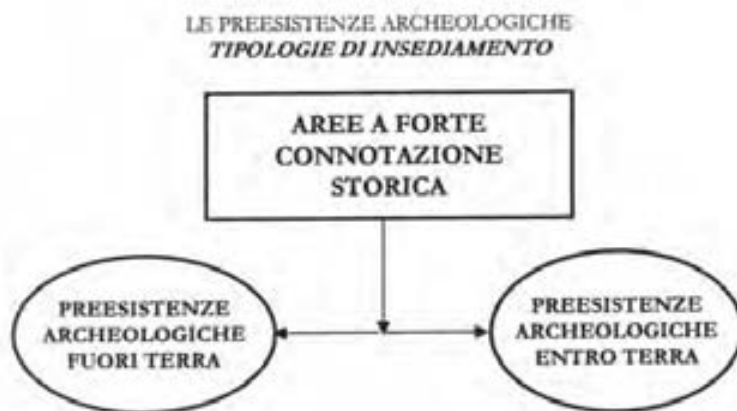 LE PREESISTENZE ARCHEOLOGICHE
TIPOLOGIE DI INSEDIAMENTO
AREE A FORTE
CONNOTAZIONE
STORICA
PREESISTENZE
ARCHEOLOGICHE
FUORI TERRA
PREESISTENZE
ARCHEOLOGICHE
ENTRO TERRA